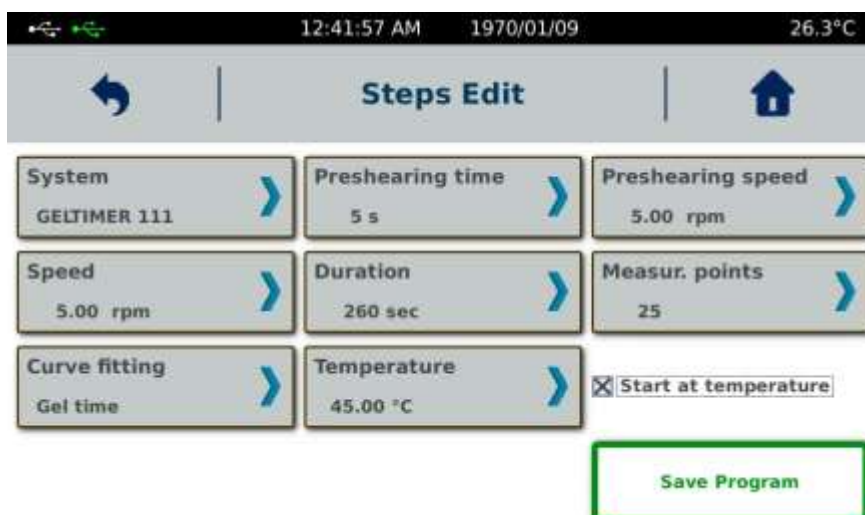 12:41:57 AM 1970/01/09 26.3°C
Steps Edit
System Preshearing time Preshearing speed
GELTIMER 111 5 s 5.00 rpm
Speed Duration Measur. points
5.00 rpm 260 sec 25
Curve fitting Temperature
Gel time 45.00 °C
Start at temperature
Save Program